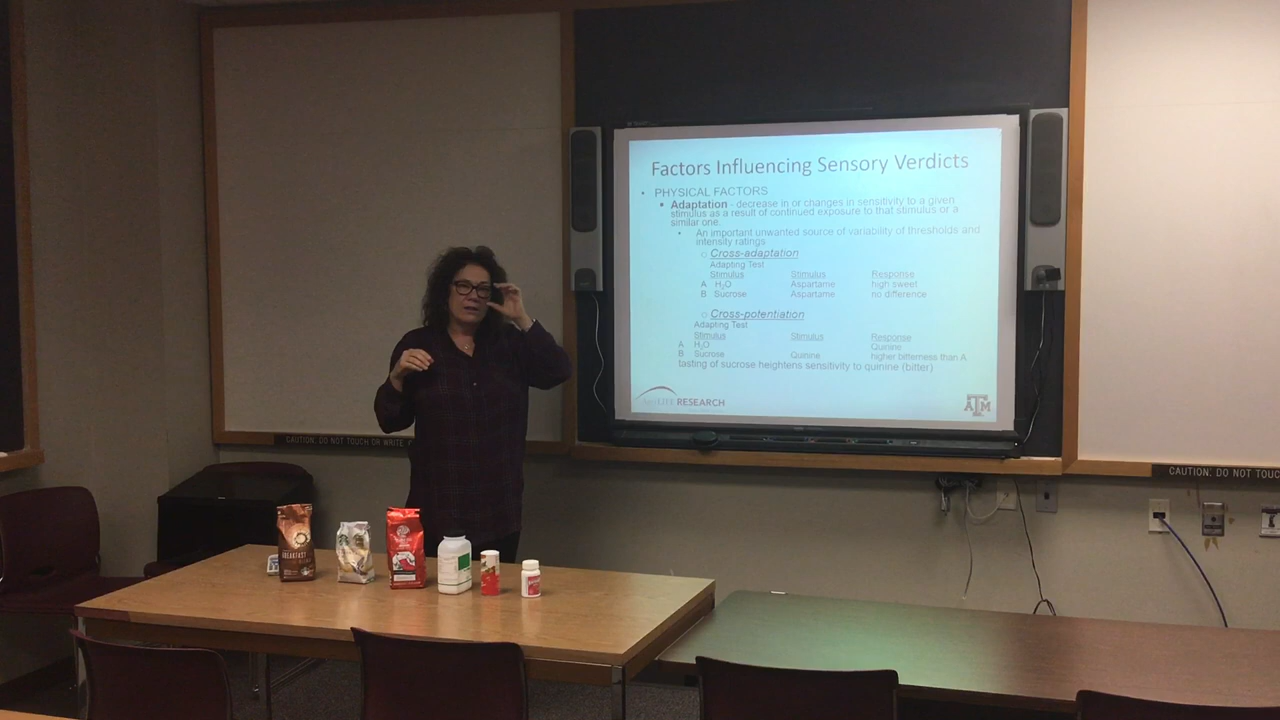 Factors Influencing Sensory Verdicts
• PHYSICAL FACTORS
• Adaptation - decrease in or changes in sensitivity to a given
stimulus as a result of continued exposure to that stimulus or a
similar one.
• An important unwanted source of variability of thresholds and
intensity ratings
○ Cross-adaptation
Adapting Test
Stimulus Stimulus Response
A H₂O Aspartame high sweet
B Sucrose Aspartame no difference
○ Cross-potentiation
Adapting Test
Stimulus Stimulus Response
A H₂O Quinine
B Sucrose Quinine higher bitterness than A
tasting of sucrose heightens sensitivity to quinine (bitter)
RESEARCH
ATM
CAUTION: DO NOT TOUCH OR WRITE
CAUTION: DO NOT TOUC
BREAKFAST